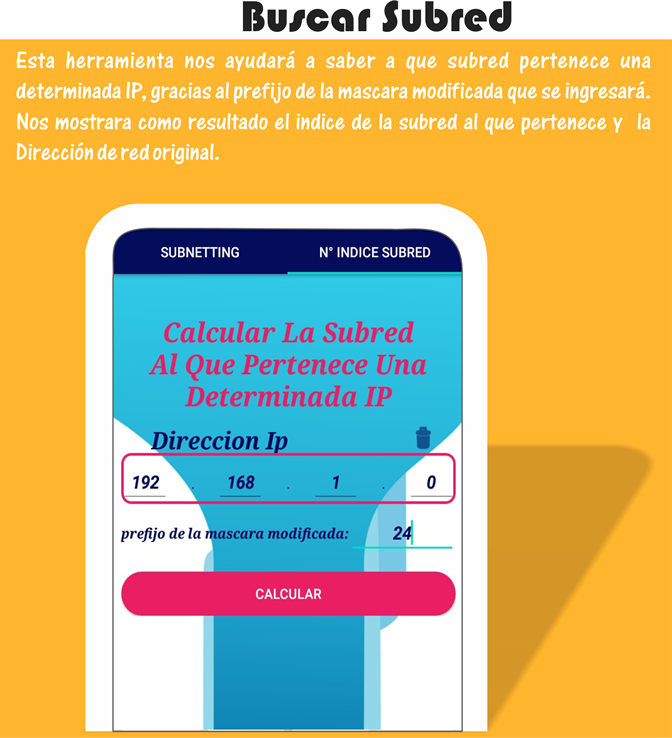 Buscar Subred
Esta herramienta nos ayudará a saber a que subred pertenece una
determinada IP, gracias al prefijo de la mascara modificada que se ingresará.
Nos mostrara como resultado el indice de la subred al que pertenece y la
Dirección de red original.
SUBNETTING N° INDICE SUBRED
Calcular La Subred
Al Que Pertenece Una
Determinada IP
Direccion Ip
192 . 168 . 1 . 0
prefijo de la mascara modificada: 24
CALCULAR